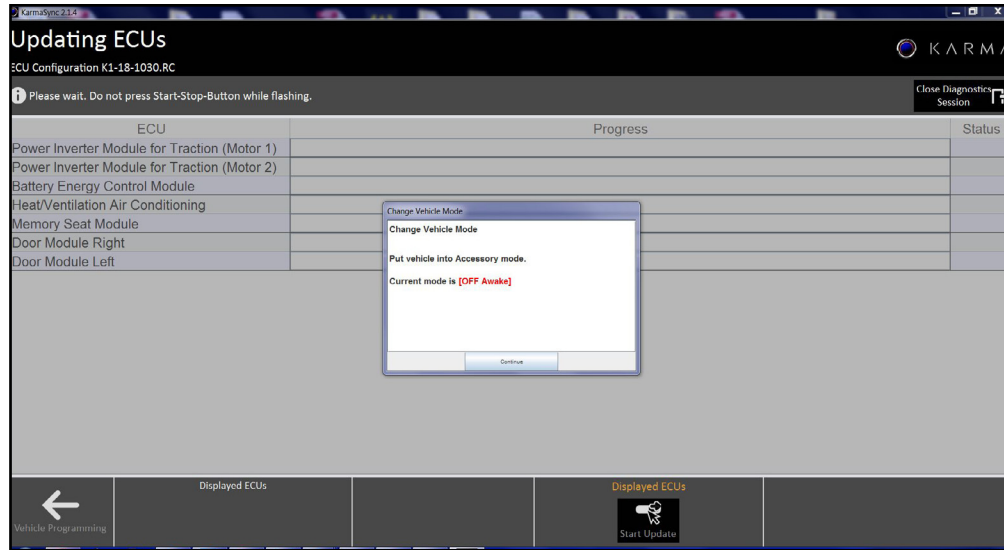 KarmaSync 2.1.4
Updating ECUs
ECU Configuration K1-18-1030.RC
KARMA
Please wait. Do not press Start-Stop-Button while flashing.
Close Diagnostics
Session
ECU Progress Status
Power Inverter Module for Traction (Motor 1)
Power Inverter Module for Traction (Motor 2)
Battery Energy Control Module
Heat/Ventilation Air Conditioning
Memory Seat Module
Door Module Right
Door Module Left
Change Vehicle Mode
Change Vehicle Mode
Put vehicle into Accessory mode.
Current mode is [OFF Awake]
Continue
Vehicle Programming
Displayed ECUs
Displayed ECUs
Start Update